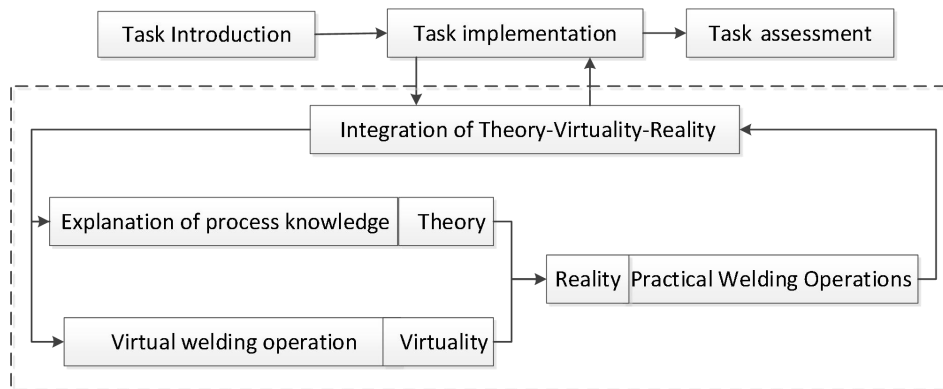 Task Introduction
Task implementation
Task assessment
Integration of Theory-Virtuality-Reality
Explanation of process knowledge
Theory
Reality
Practical Welding Operations
Virtual welding operation
Virtuality